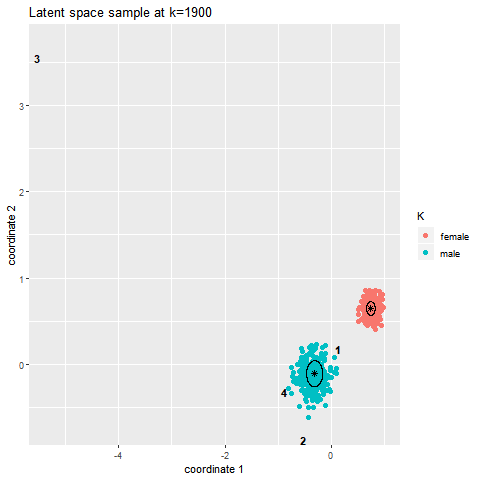 Latent space sample at k=1900
3
3
2
1
0
1
4
2
-4
-2
0
coordinate 1
coordinate 2
K
female
male